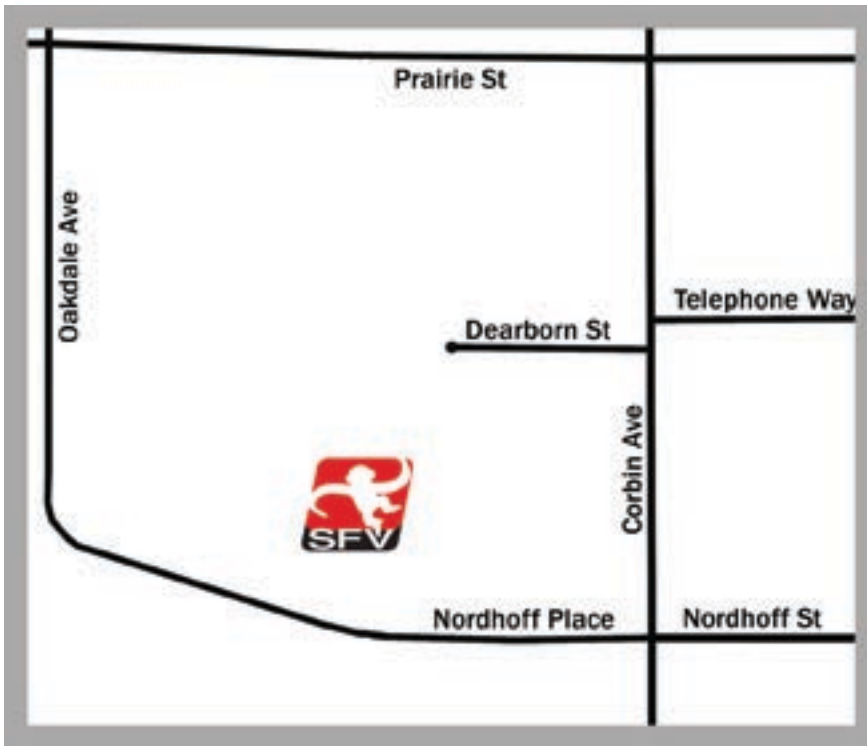 Prairie St
Oakdale Ave
Telephone Way
Dearborn St
Corbin Ave
SFV
Nordhoff Place
Nordhoff St